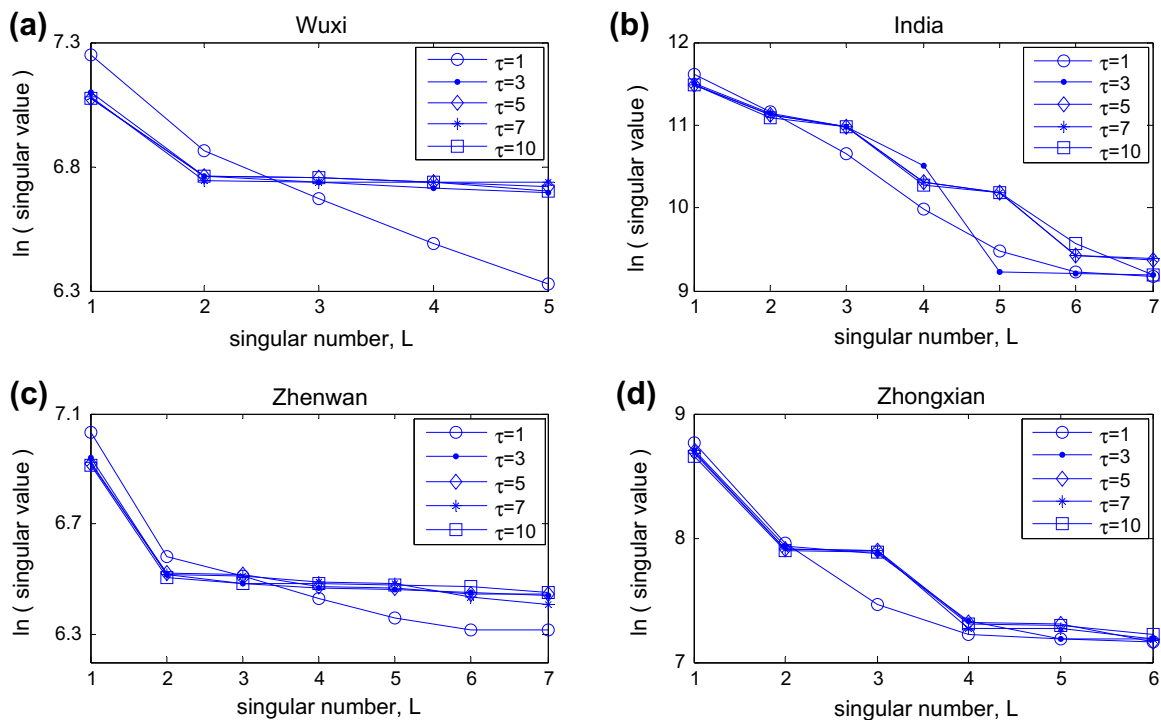 (a)
Wuxi
7.3
6.8
6.3
ln ( singular value)
1 2 3 4 5
singular number, L
τ=1
τ=3
τ=5
τ=7
τ=10
(b)
India
12
11
10
9
ln ( singular value)
1 2 3 4 5 6 7
singular number, L
τ=1
τ=3
τ=5
τ=7
τ=10
(c)
Zhenwan
7.1
6.7
6.3
ln ( singular value)
1 2 3 4 5 6 7
singular number, L
τ=1
τ=3
τ=5
τ=7
τ=10
(d)
Zhongxian
9
8
7
ln ( singular value)
1 2 3 4 5 6
singular number, L
τ=1
τ=3
τ=5
τ=7
τ=10